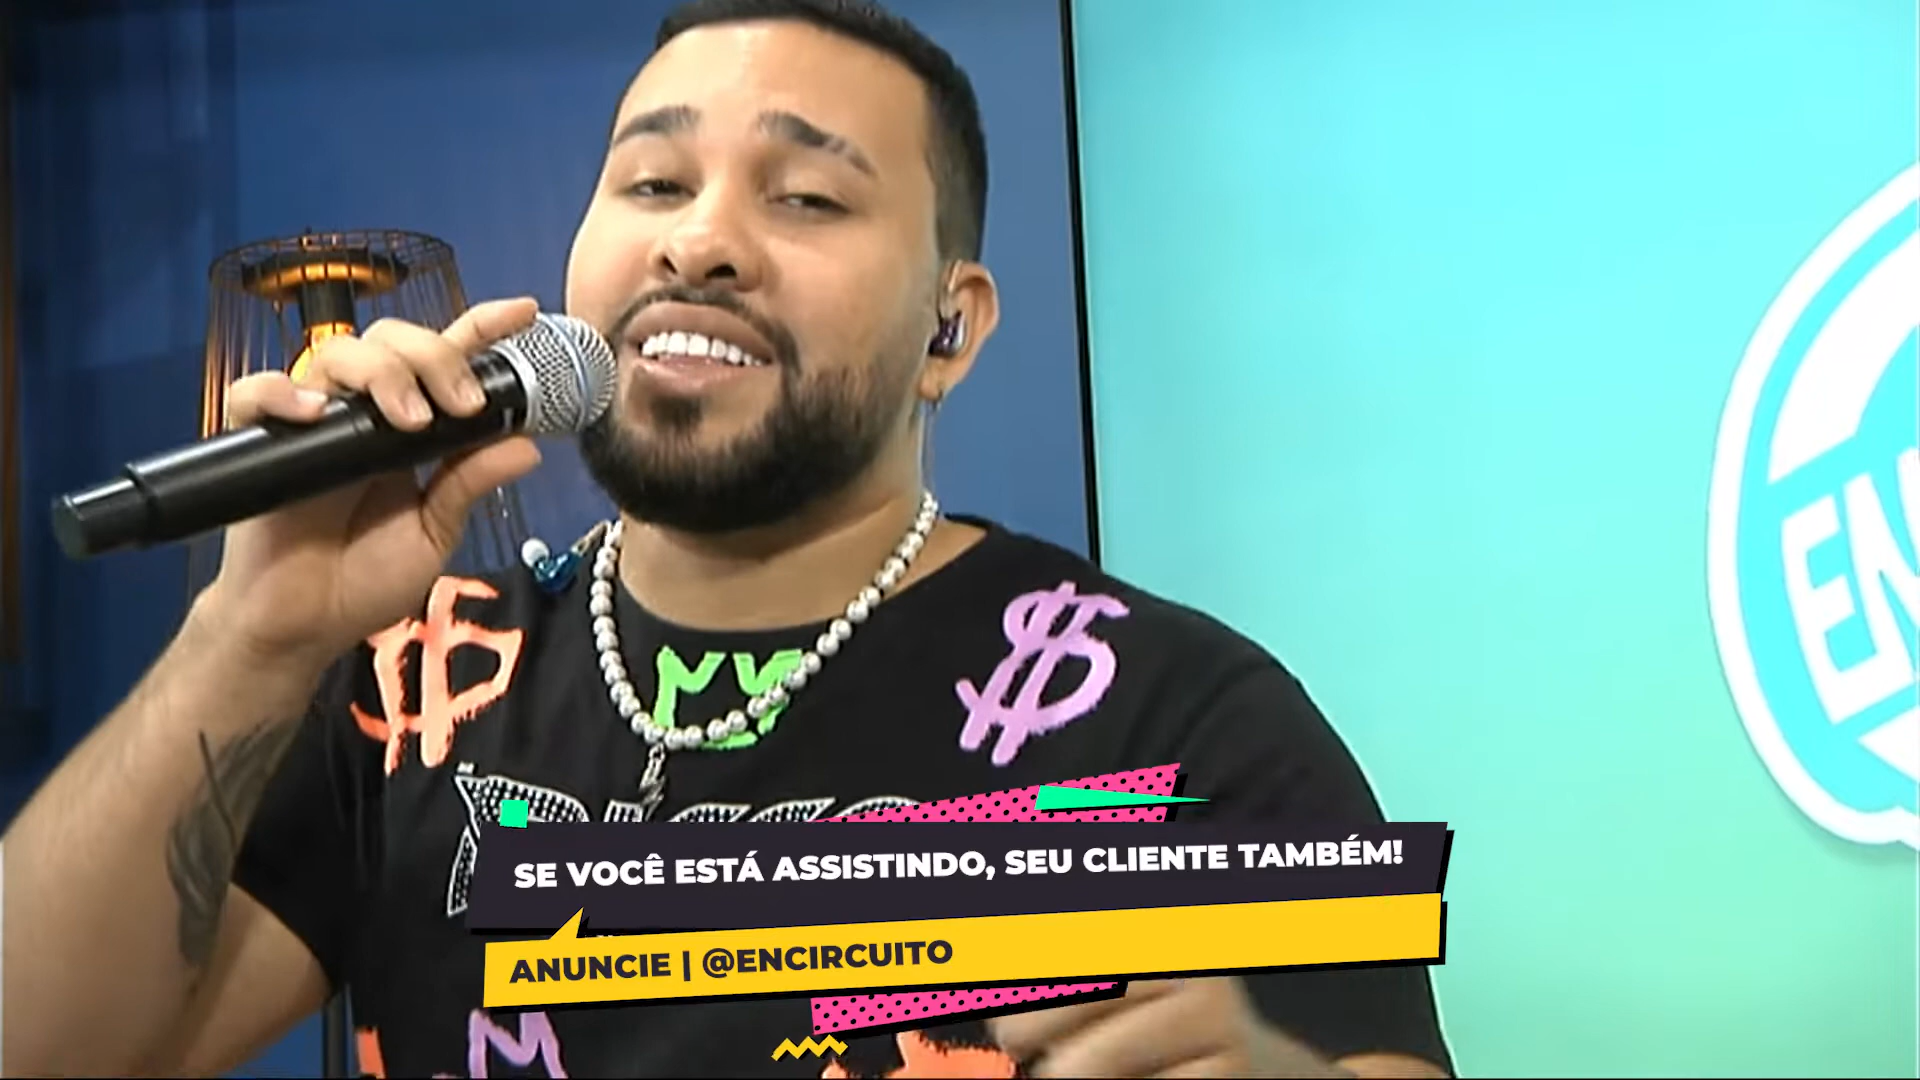 SE VOCÊ ESTÁ ASSISTINDO, SEU CLIENTE TAMBÉM!
ANUNCIE | @ENCIRCUITO